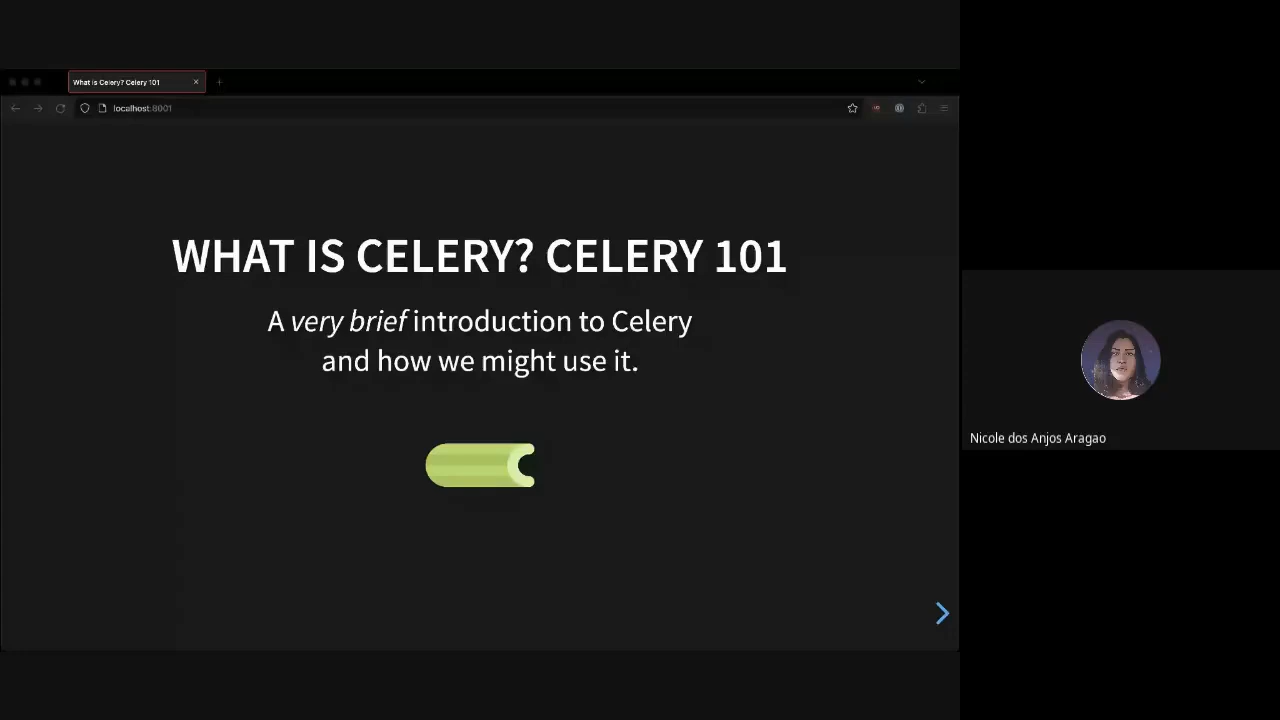 What is Celery? Celery 101
localhost:8001
WHAT IS CELERY? CELERY 101
A very brief introduction to Celery
and how we might use it.
Nicole dos Anjos Aragao